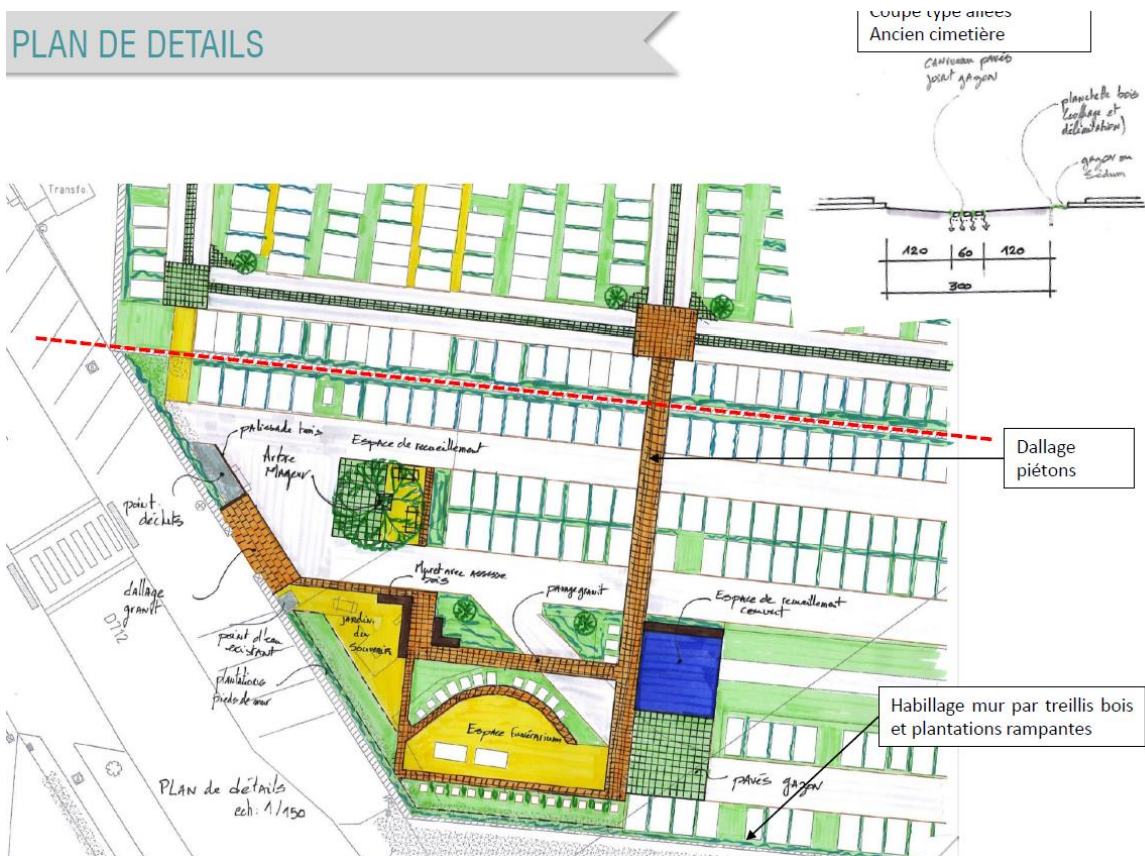 PLAN DE DETAILS
Coupe type allées
Ancien cimetière
CANIVEAU PAVÉS
JOINT GAZON
planchette bois
(callage et
délimitation)
gazon ou
Sédum
120
60
120
300
Transfo.
palissade bois
Espace de recueillement
Arbre
Majeur
point.
déchets
Dallage
piétons
Muret avec assise
bois
pavage granit
Espace de recueillement
couvert
dallage
granit
D712
jardin
du
souvenir
point d'eau
existant
plantations
pieds de mur
Habillage mur par treillis bois
et plantations rampantes
Espace Funérarium
pavés gazon
PLAN de détails
ech: 1/150